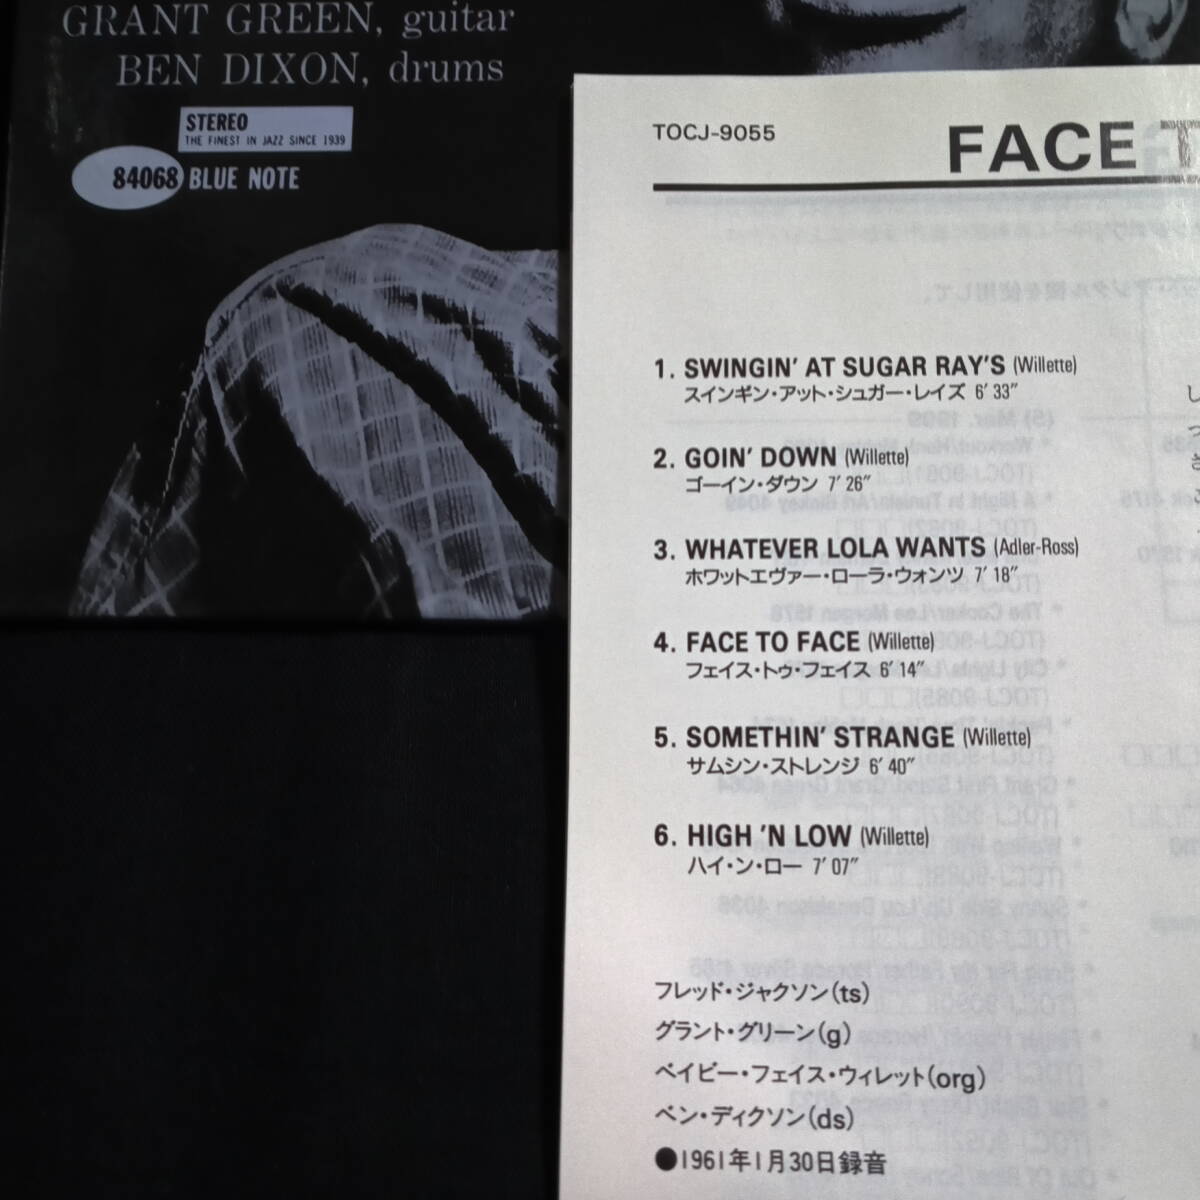 GRANT GREEN, guitar
BEN DIXON, drums
STEREO
THE FINEST IN JAZZ SINCE 1939
84068 BLUE NOTE
TOCJ-9055
FACE
1. SWINGIN' AT SUGAR RAY'S (Willette)
スインギン・アット・シュガー・レイズ 6'33"
2. GOIN' DOWN (Willette)
ゴーイン・ダウン 7'26"
3. WHATEVER LOLA WANTS (Adler-Ross)
ホワットエヴァー・ローラ・ウォンツ 7'18"
4. FACE TO FACE (Willette)
フェイス・トゥ・フェイス 6'14"
5. SOMETHIN' STRANGE (Willette)
サムシン・ストレンジ 6'40"
6. HIGH 'N LOW (Willette)
ハイ・ン・ロー 7'07"
フレッド・ジャクソン(ts)
グラント・グリーン(g)
ベイビー・フェイス・ウィレット(org)
ベン・ディクソン(ds)
●1961年1月30日録音